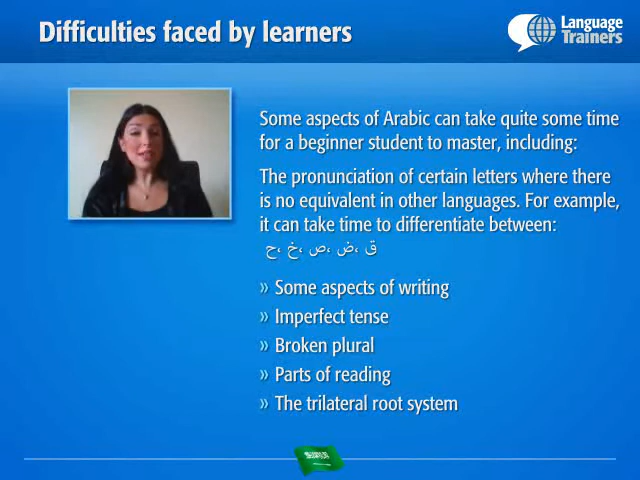 Difficulties faced by learners
Language
Trainers
Some aspects of Arabic can take quite some time
for a beginner student to master, including:
The pronunciation of certain letters where there
is no equivalent in other languages. For example,
it can take time to differentiate between:
ح، خ، ص، ض، ق
» Some aspects of writing
» Imperfect tense
» Broken plural
» Parts of reading
» The trilateral root system